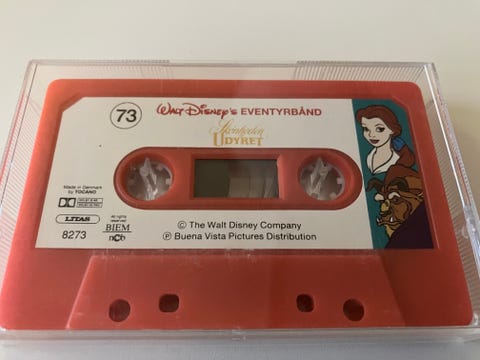 73
WALT DISNEY'S EVENTYRBÅND
Skønheden
UDYRET
Made in Denmark
by TOCANO
LITAS
All rights
reserved
BIEM
ncb
8273
© The Walt Disney Company
Ⓟ Buena Vista Pictures Distribution